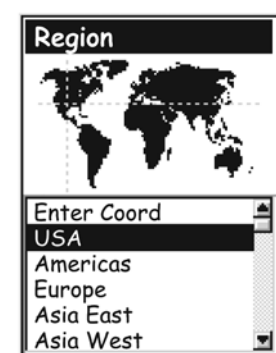 Region
Enter Coord
USA
Americas
Europe
Asia East
Asia West